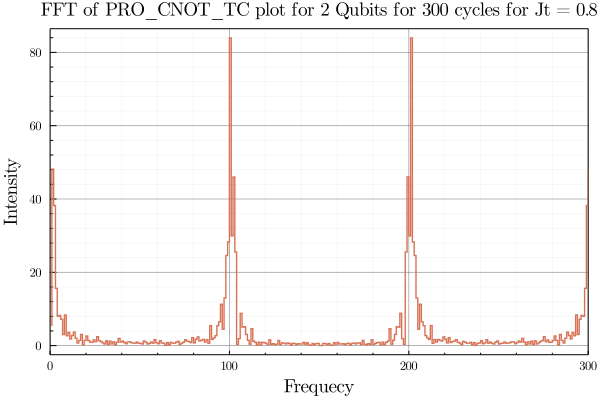 FFT of PRO_CNOT_TC plot for 2 Qubits for 300 cycles for Jt = 0.8
80
60
40
20
0
Intensity
0 100 200 300
Frequecy